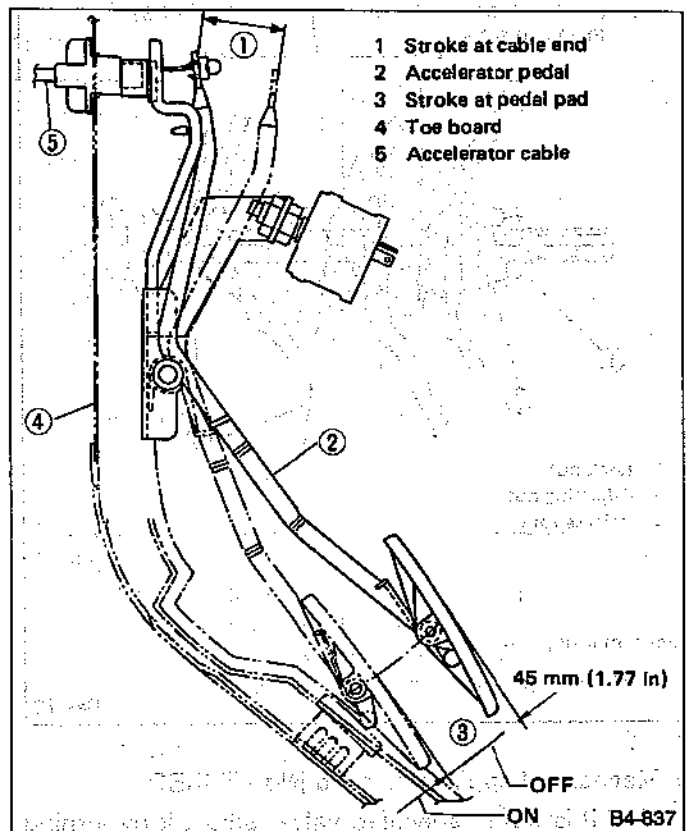 ①
1 Stroke at cable end
2 Accelerator pedal
3 Stroke at pedal pad
4 Toe board
5 Accelerator cable
⑤
④
②
45 mm (1.77 in)
③
OFF
ON
B4-837